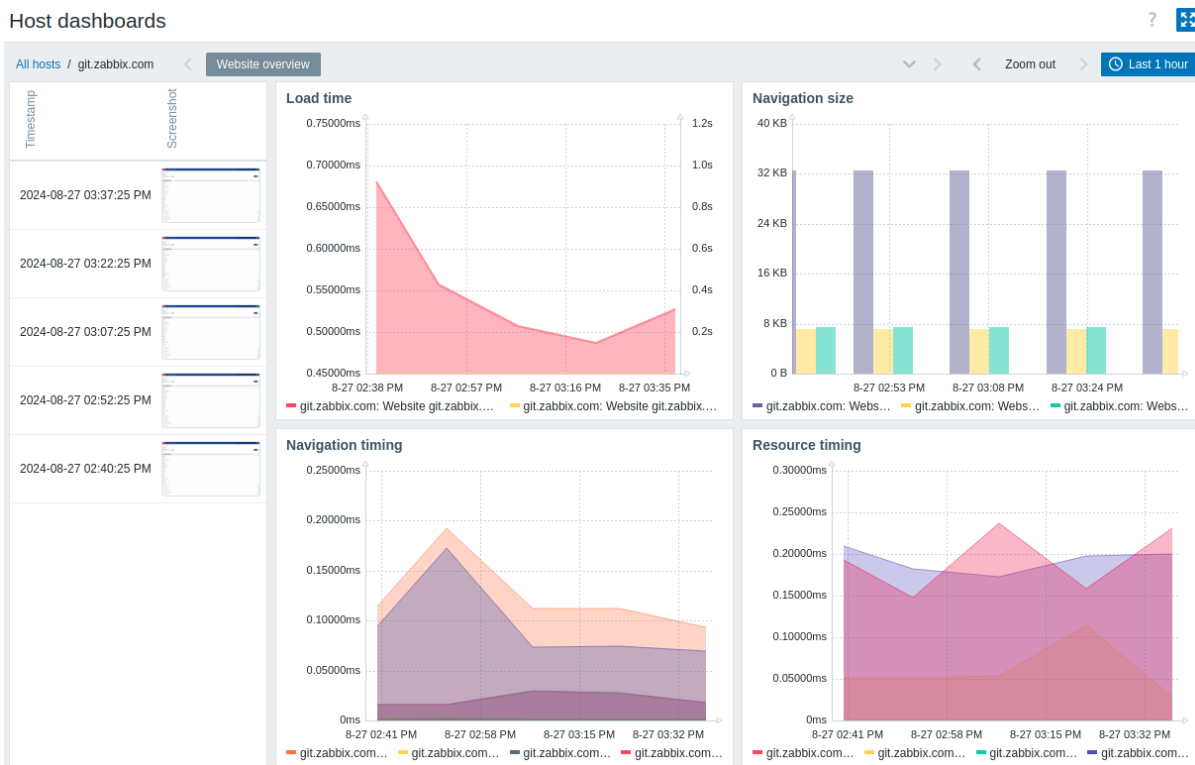 Host dashboards
?
All hosts / git.zabbix.com
Website overview
Zoom out
Last 1 hour
Timestamp
Screenshot
2024-08-27 03:37:25 PM
2024-08-27 03:22:25 PM
2024-08-27 03:07:25 PM
2024-08-27 02:52:25 PM
2024-08-27 02:40:25 PM
Load time
0.75000ms
0.70000ms
0.65000ms
0.60000ms
0.55000ms
0.50000ms
0.45000ms
1.2s
1.0s
0.8s
0.6s
0.4s
0.2s
8-27 02:38 PM 8-27 02:57 PM 8-27 03:16 PM 8-27 03:35 PM
git.zabbix.com: Website git.zabbix.... git.zabbix.com: Website git.zabbix....
Navigation size
40 KB
32 KB
24 KB
16 KB
8 KB
0 B
8-27 02:53 PM 8-27 03:08 PM 8-27 03:24 PM
git.zabbix.com: Webs... git.zabbix.com: Webs... git.zabbix.com: Webs...
Navigation timing
0.25000ms
0.20000ms
0.15000ms
0.10000ms
0.05000ms
0ms
8-27 02:41 PM 8-27 02:58 PM 8-27 03:15 PM 8-27 03:32 PM
git.zabbix.com... git.zabbix.com... git.zabbix.com... git.zabbix.com...
Resource timing
0.30000ms
0.25000ms
0.20000ms
0.15000ms
0.10000ms
0.05000ms
0ms
8-27 02:41 PM 8-27 02:58 PM 8-27 03:15 PM 8-27 03:32 PM
git.zabbix.com... git.zabbix.com... git.zabbix.com... git.zabbix.com...